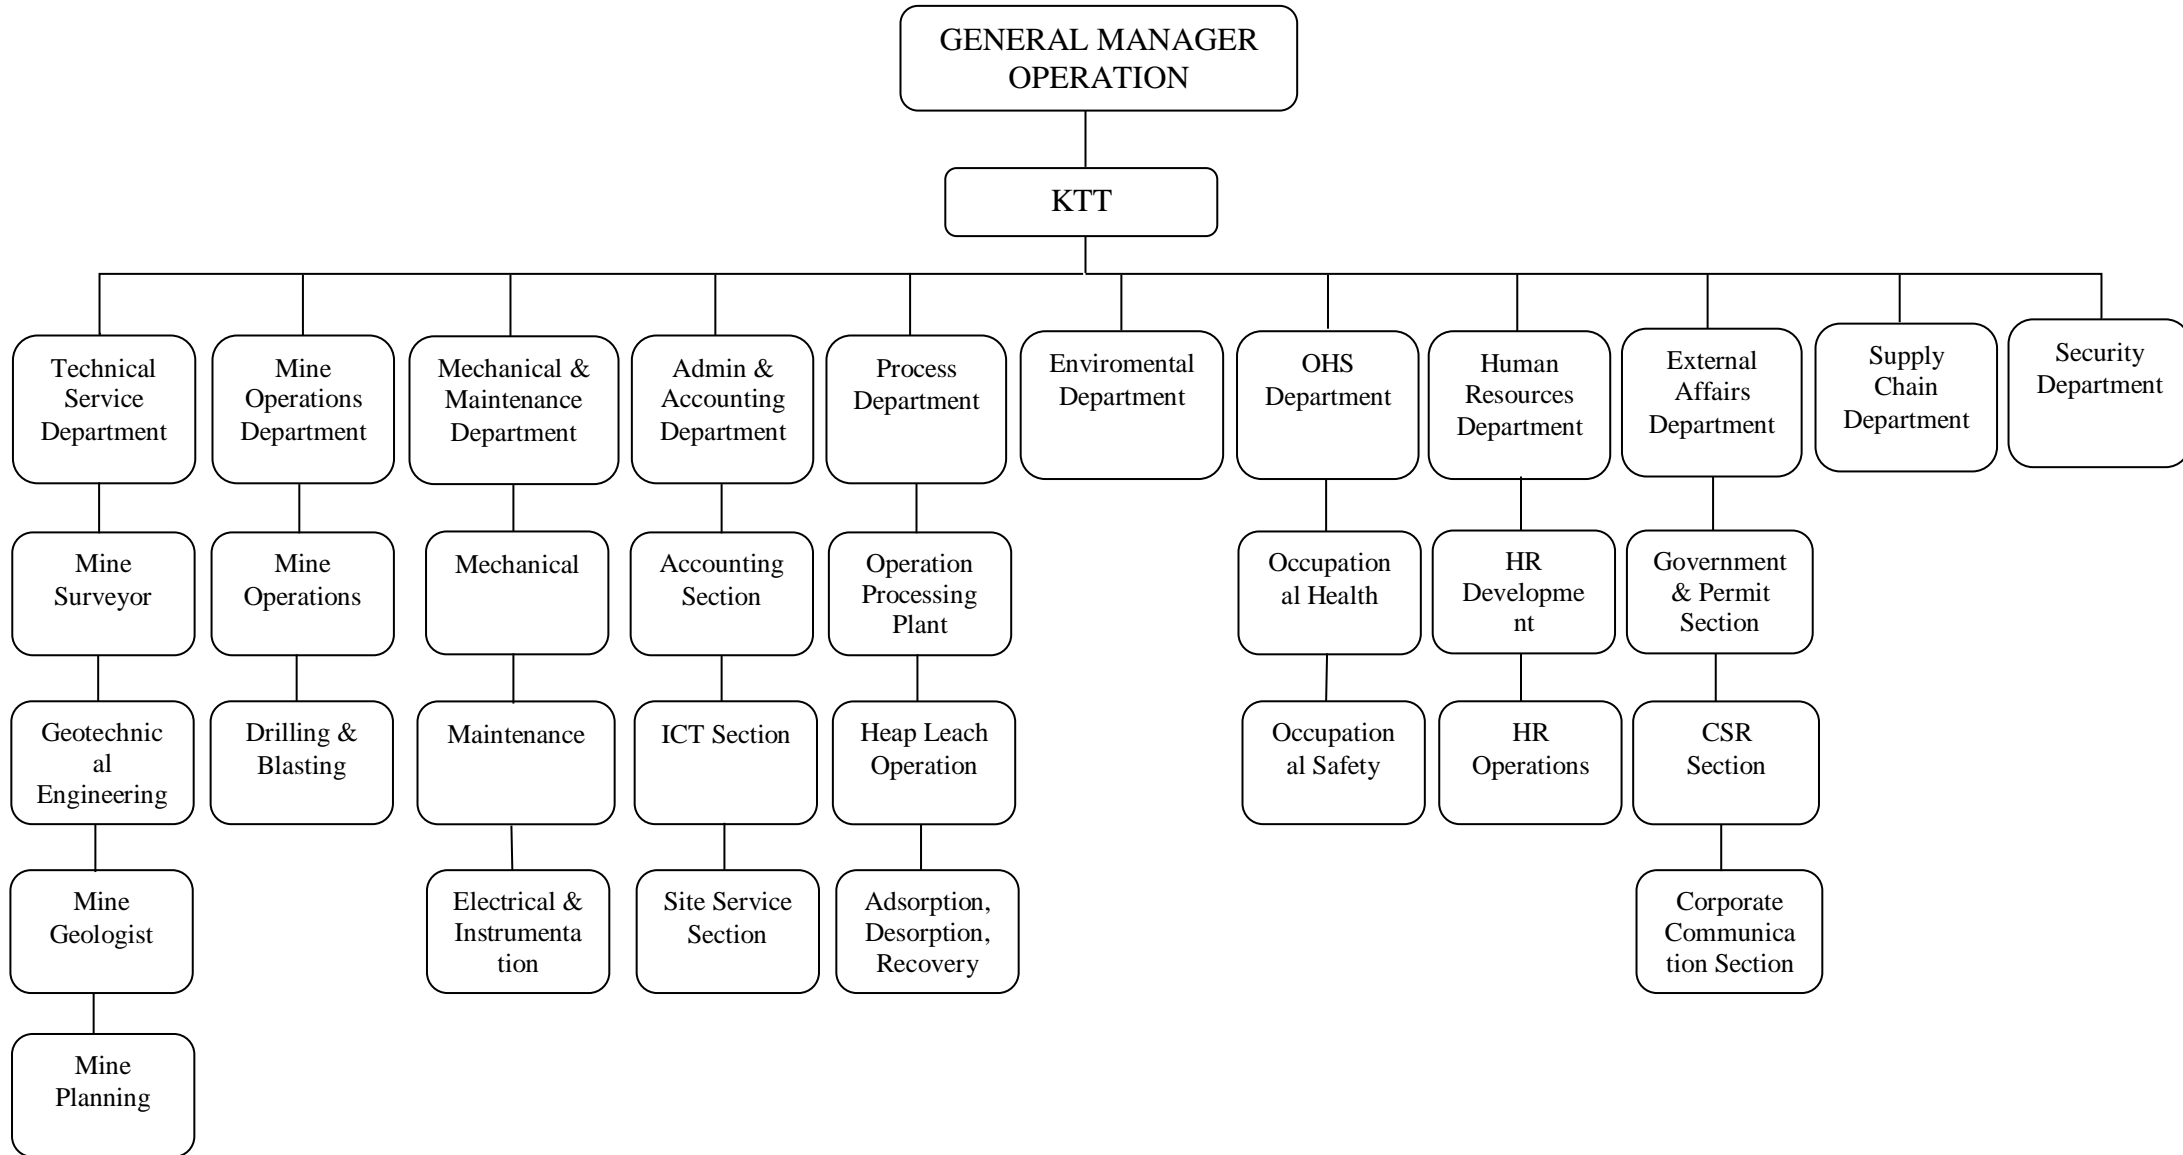 GENERAL MANAGER
OPERATION
KTT
Technical
Service
Department
Mine
Operations
Department
Mechanical &
Maintenance
Department
Admin &
Accounting
Department
Process
Department
Enviromental
Department
OHS
Department
Human
Resources
Department
External
Affairs
Department
Supply
Chain
Department
Security
Department
Mine
Surveyor
Mine
Operations
Mechanical
Accounting
Section
Operation
Processing
Plant
Occupation
al Health
HR
Developme
nt
Government
& Permit
Section
Geotechnic
al
Engineering
Drilling &
Blasting
Maintenance
ICT Section
Heap Leach
Operation
Occupation
al Safety
HR
Operations
CSR
Section
Mine
Geologist
Electrical &
Instrumenta
tion
Site Service
Section
Adsorption,
Desorption,
Recovery
Corporate
Communica
tion Section
Mine
Planning